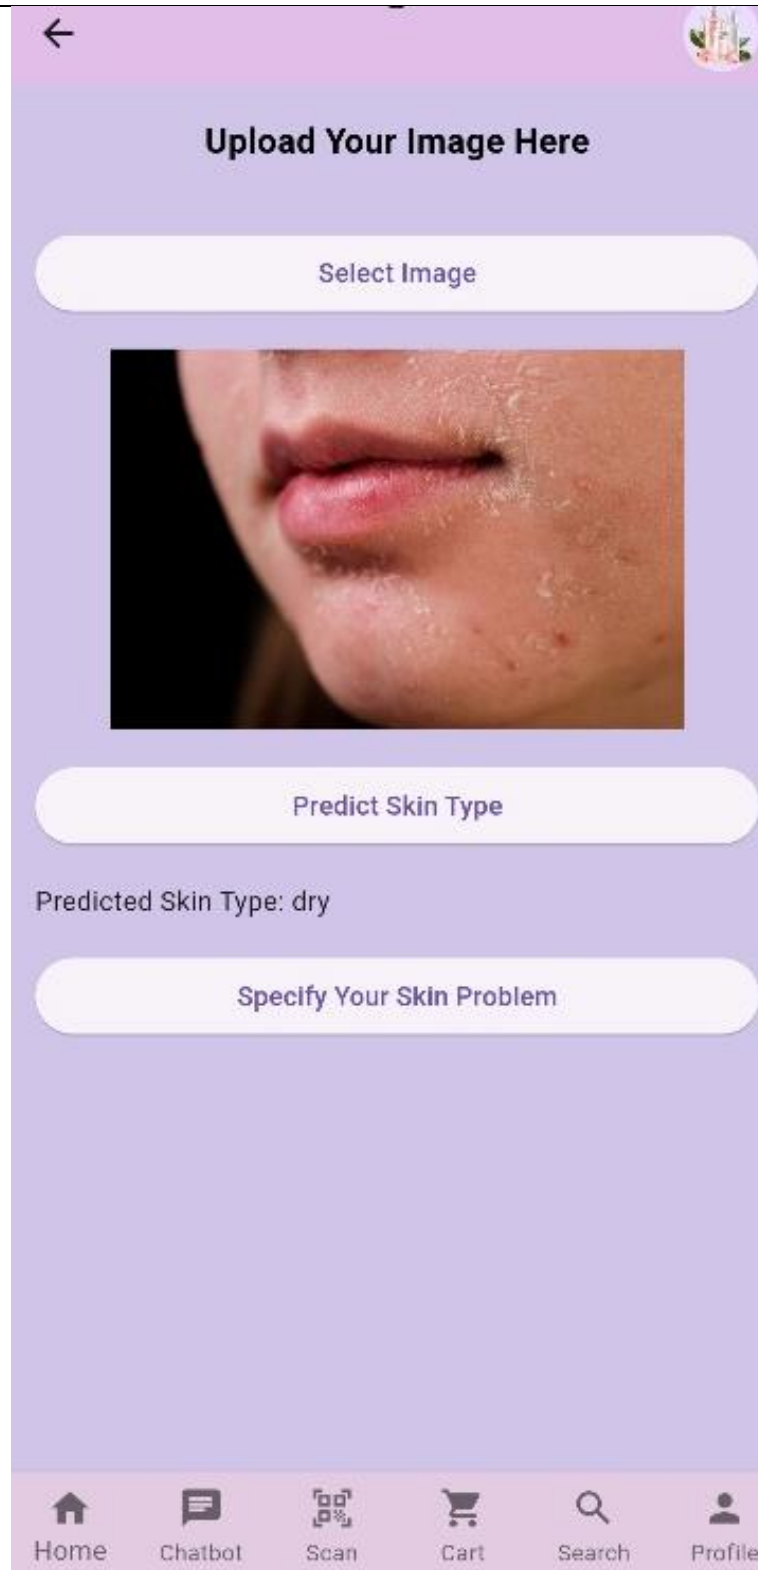 Upload Your Image Here
Select Image
Predict Skin Type
Predicted Skin Type: dry
Specify Your Skin Problem
Home Chatbot Scan Cart Search Profile